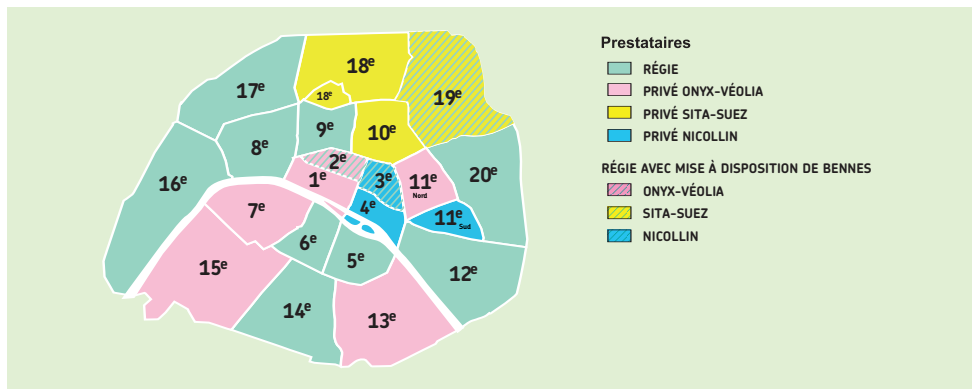 18e
17e
18e
19e
9e
10e
8e
2e
16e
1e
3e
11e
Nord
20e
7e
4e
11e
Sud
6e
5e
15e
12e
14e
13e
Prestataires
RÉGIE
PRIVÉ ONYX-VÉOLIA
PRIVÉ SITA-SUEZ
PRIVÉ NICOLLIN
RÉGIE AVEC MISE À DISPOSITION DE BENNES
ONYX-VÉOLIA
SITA-SUEZ
NICOLLIN